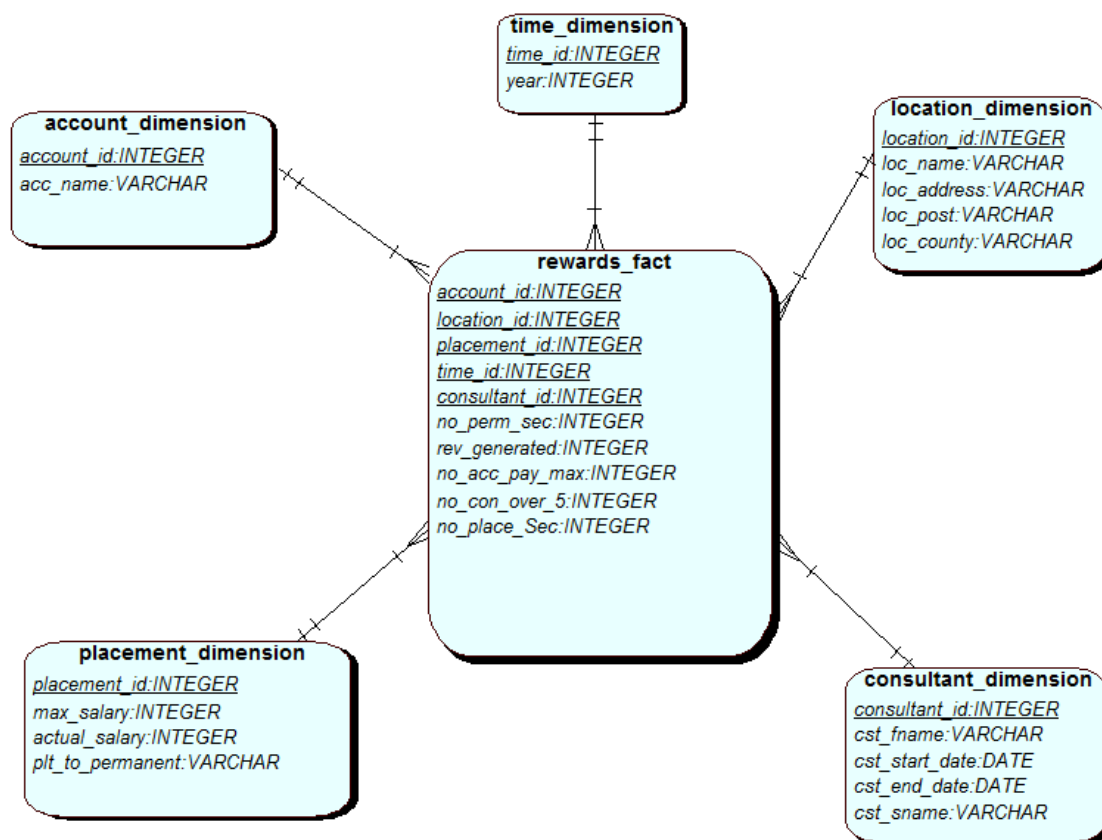 time_dimension
time_id:INTEGER
year:INTEGER
account_dimension
account_id:INTEGER
acc_name:VARCHAR
location_dimension
location_id:INTEGER
loc_name:VARCHAR
loc_address:VARCHAR
loc_post:VARCHAR
loc_county:VARCHAR
rewards_fact
account_id:INTEGER
location_id:INTEGER
placement_id:INTEGER
time_id:INTEGER
consultant_id:INTEGER
no_perm_sec:INTEGER
rev_generated:INTEGER
no_acc_pay_max:INTEGER
no_con_over_5:INTEGER
no_place_Sec:INTEGER
placement_dimension
placement_id:INTEGER
max_salary:INTEGER
actual_salary:INTEGER
plt_to_permanent:VARCHAR
consultant_dimension
consultant_id:INTEGER
cst_fname:VARCHAR
cst_start_date:DATE
cst_end_date:DATE
cst_sname:VARCHAR